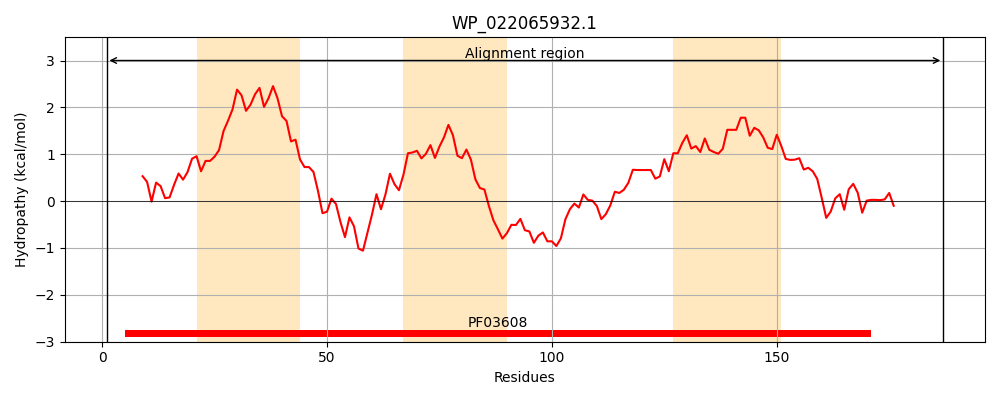 WP_022065932.1
Alignment region
Hydropathy (kcal/mol)
3
2
1
0
−1
−2
−3
PF03608
0 50 100 150
Residues